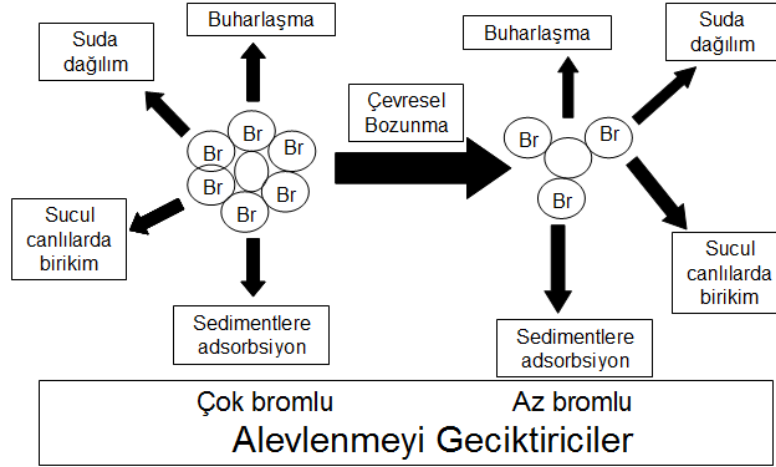 Buharlaşma
Suda
dağılım
Br
Br
Br
Br
Br
Br
Sucul
canlılarda
birikim
Sedimentlere
adsorbsiyon
Çevresel
Bozunma
Buharlaşma
Suda
dağılım
Br
Br
Br
Sucul
canlılarda
birikim
Sedimentlere
adsorbsiyon
Çok bromlu
Az bromlu
Alevlenmeyi Geciktiriciler